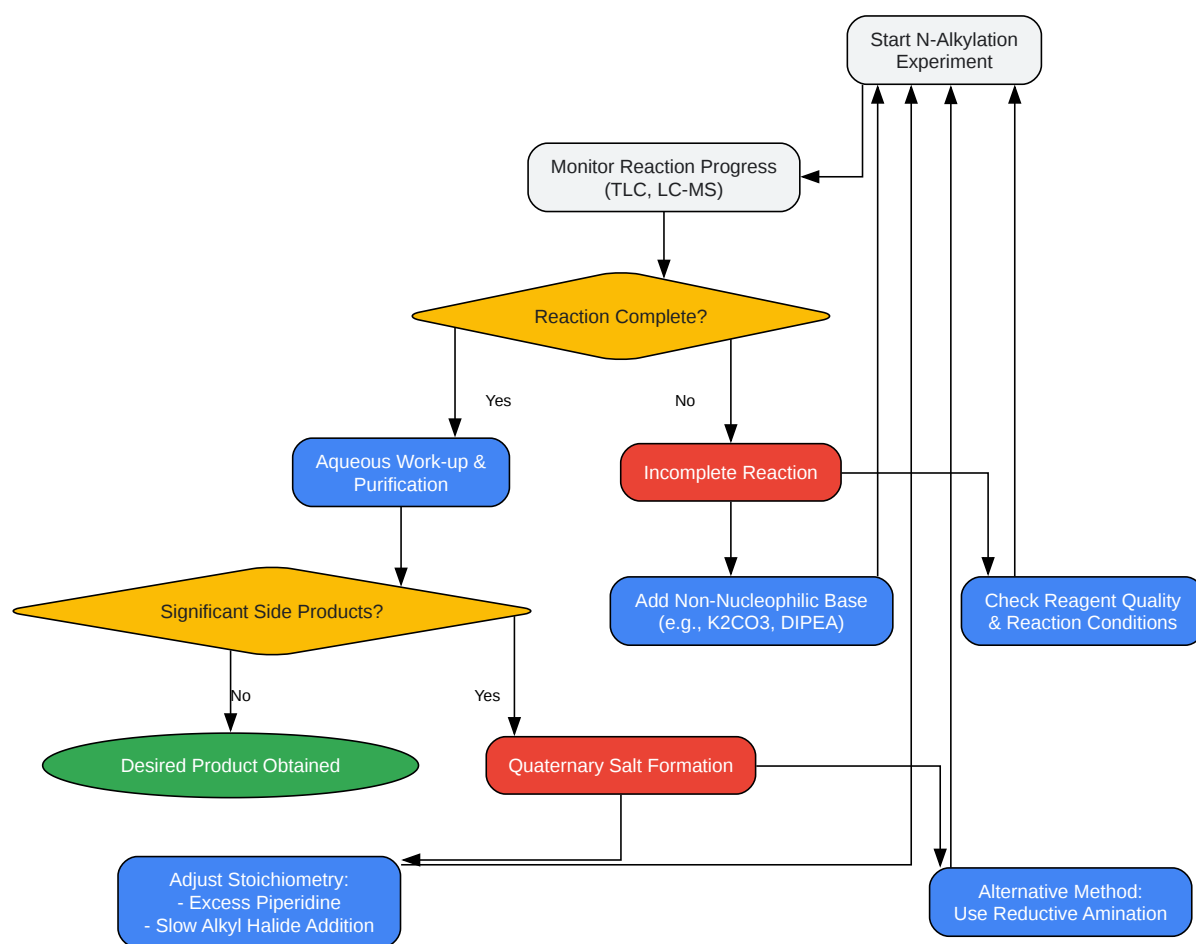 Start N-Alkylation
Experiment
Monitor Reaction Progress
(TLC, LC-MS)
Reaction Complete?
Yes
No
Aqueous Work-up &
Purification
Incomplete Reaction
Significant Side Products?
Add Non-Nucleophilic Base
(e.g., K2CO3, DIPEA)
Check Reagent Quality
& Reaction Conditions
No
Yes
Desired Product Obtained
Quaternary Salt Formation
Adjust Stoichiometry:
- Excess Piperidine
- Slow Alkyl Halide Addition
Alternative Method:
Use Reductive Amination